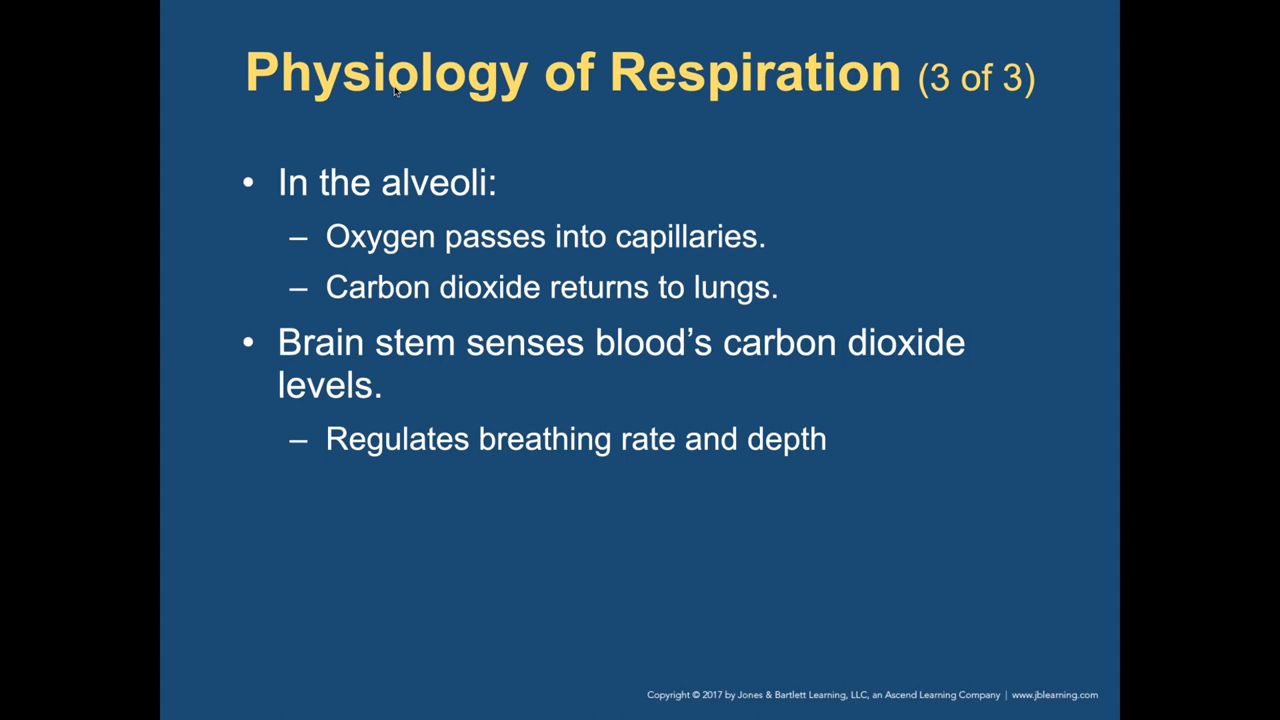 Physiology of Respiration (3 of 3)
• In the alveoli:
– Oxygen passes into capillaries.
– Carbon dioxide returns to lungs.
• Brain stem senses blood’s carbon dioxide
levels.
– Regulates breathing rate and depth
Copyright © 2017 by Jones & Bartlett Learning, LLC, an Ascend Learning Company | www.jblearning.com